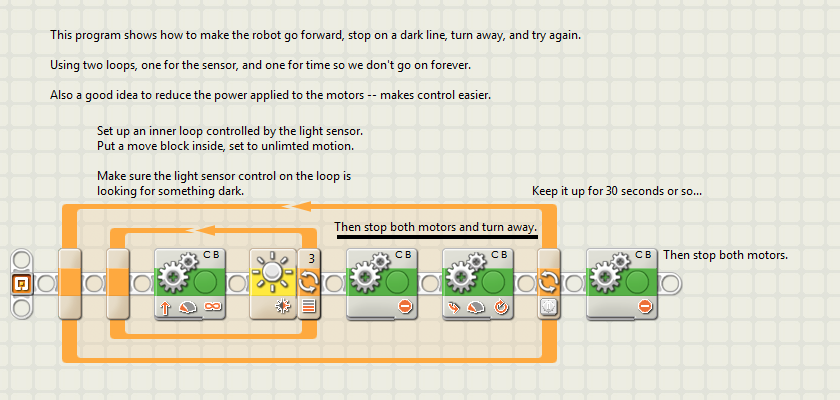 This program shows how to make the robot go forward, stop on a dark line, turn away, and try again.
Using two loops, one for the sensor, and one for time so we don't go on forever.
Also a good idea to reduce the power applied to the motors -- makes control easier.
Set up an inner loop controlled by the light sensor.
Put a move block inside, set to unlimted motion.
Make sure the light sensor control on the loop is
looking for something dark.
Keep it up for 30 seconds or so...
Then stop both motors and turn away.
C B
3
C B
C B
C B
Then stop both motors.